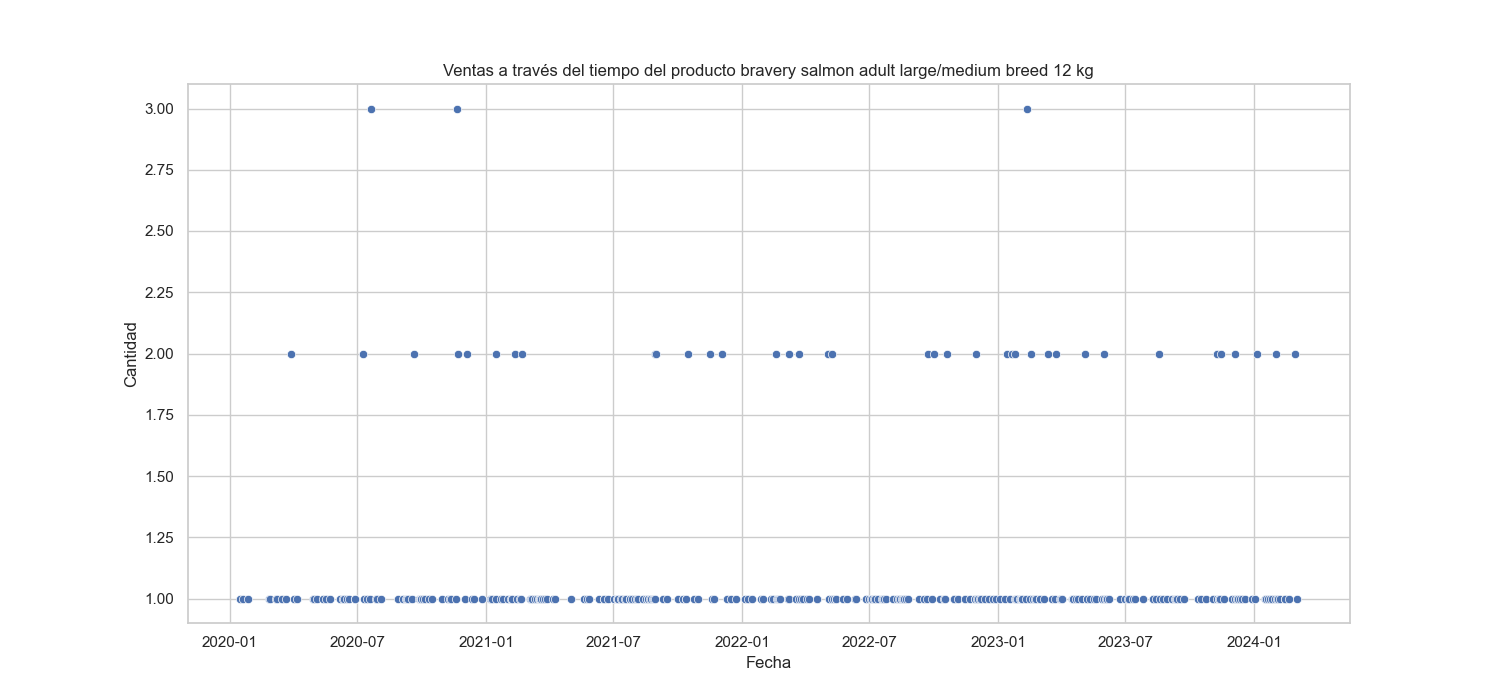 Ventas a través del tiempo del producto bravery salmon adult large/medium breed 12 kg
3.00
2.75
2.50
2.25
2.00
1.75
1.50
1.25
1.00
Cantidad
2020-01 2020-07 2021-01 2021-07 2022-01 2022-07 2023-01 2023-07 2024-01
Fecha